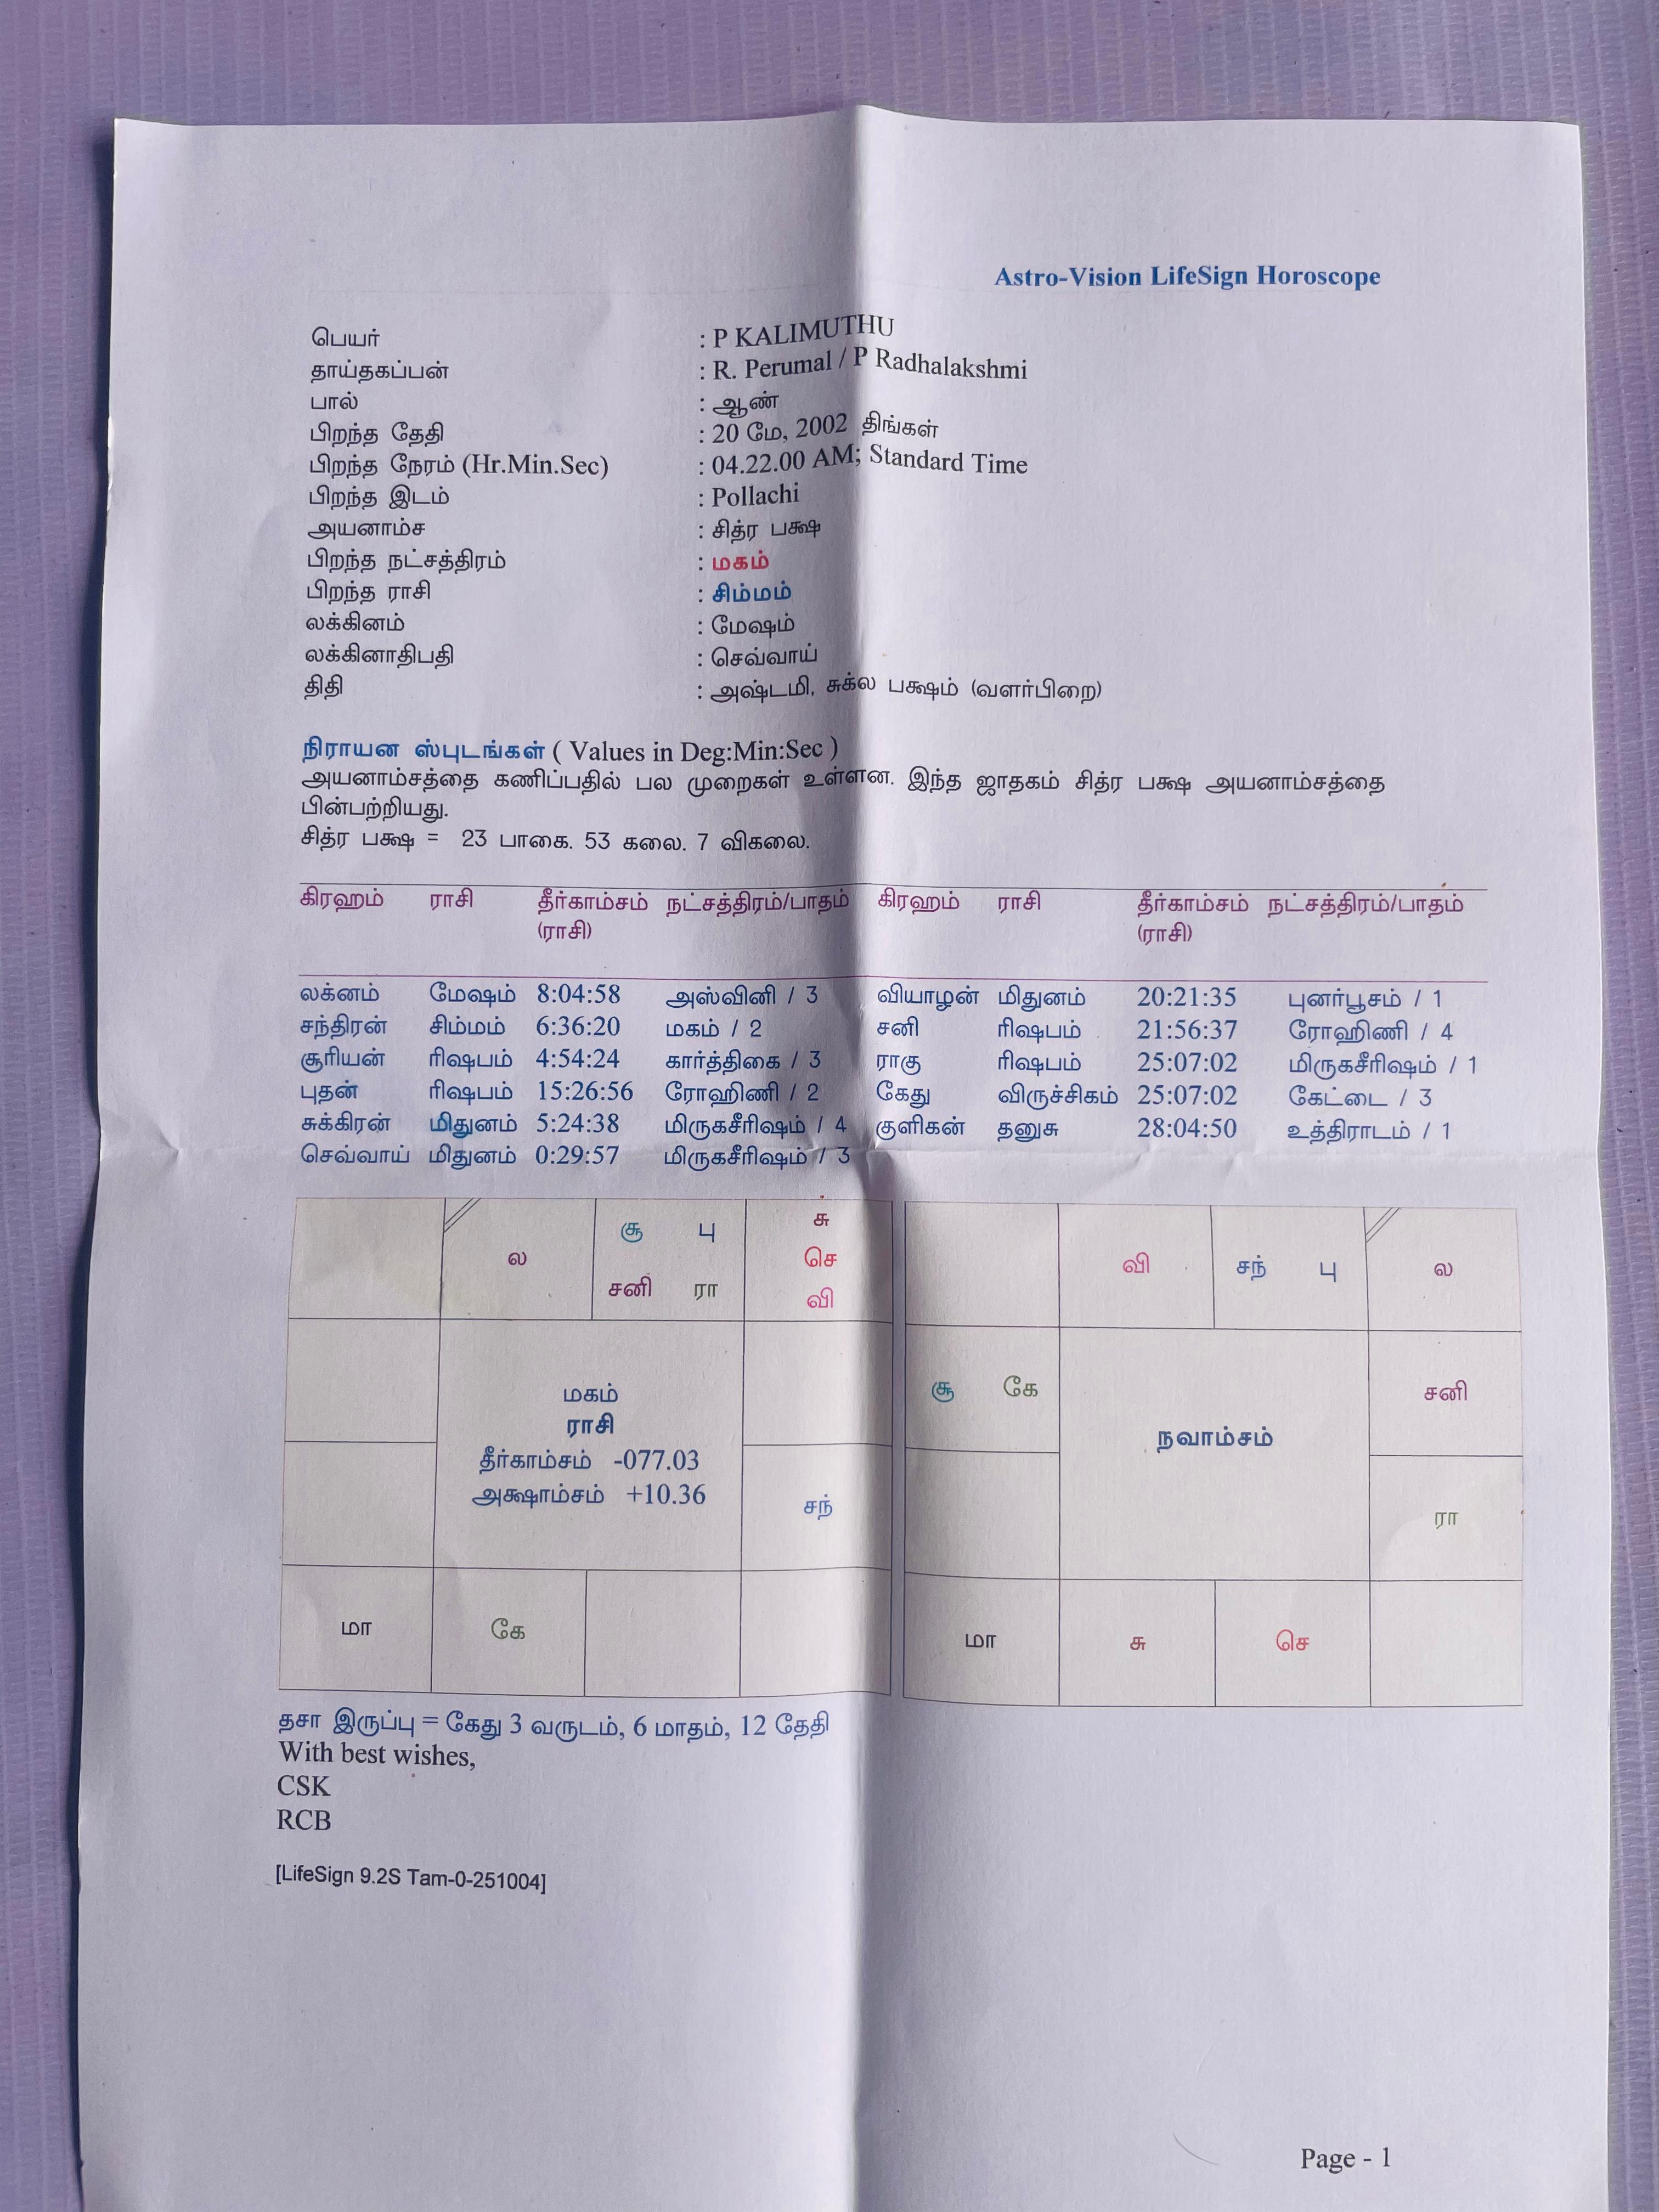 Astro-Vision LifeSign Horoscope
பெயர் : P KALIMUTHU
தாய்தகப்பன் : R. Perumal / P Radhalakshmi
பால் : ஆண்
பிறந்த தேதி : 20 மே, 2002 திங்கள்
பிறந்த நேரம் (Hr.Min.Sec) : 04.22.00 AM; Standard Time
பிறந்த இடம் : Pollachi
அயனாம்ச : சித்ர பக்ஷ
பிறந்த நட்சத்திரம் : மகம்
பிறந்த ராசி : சிம்மம்
லக்கினம் : மேஷம்
லக்கினாதிபதி : செவ்வாய்
திதி : அஷ்டமி, சுக்ல பக்ஷம் (வளர்பிறை)
நிராயன ஸ்புடங்கள் ( Values in Deg:Min:Sec )
அயனாம்சத்தை கணிப்பதில் பல முறைகள் உள்ளன. இந்த ஜாதகம் சித்ர பக்ஷ அயனாம்சத்தை
பின்பற்றியது.
சித்ர பக்ஷ = 23 பாகை. 53 கலை. 7 விகலை.
கிரஹம் ராசி தீர்காம்சம் நட்சத்திரம்/பாதம் கிரஹம் ராசி தீர்காம்சம் நட்சத்திரம்/பாதம்
(ராசி) (ராசி)
லக்னம் மேஷம் 8:04:58 அஸ்வினி / 3 வியாழன் மிதுனம் 20:21:35 புனர்பூசம் / 1
சந்திரன் சிம்மம் 6:36:20 மகம் / 2 சனி ரிஷபம் 21:56:37 ரோஹிணி / 4
சூரியன் ரிஷபம் 4:54:24 கார்த்திகை / 3 ராகு ரிஷபம் 25:07:02 மிருகசீரிஷம் / 1
புதன் ரிஷபம் 15:26:56 ரோஹிணி / 2 கேது விருச்சிகம் 25:07:02 கேட்டை / 3
சுக்கிரன் மிதுனம் 5:24:38 மிருகசீரிஷம் / 4 குளிகன் தனுசு 28:04:50 உத்திராடம் / 1
செவ்வாய் மிதுனம் 0:29:57 மிருகசீரிஷம் / 3
ல
சூ பு
சனி ரா
சு
செ
வி
மகம்
ராசி
தீர்காம்சம் -077.03
அக்ஷாம்சம் +10.36
சந்
மா
கே
வி
சந் பு
ல
சூ கே
நவாம்சம்
சனி
ரா
மா
சு
செ
தசா இருப்பு = கேது 3 வருடம், 6 மாதம், 12 தேதி
With best wishes,
CSK
RCB
[LifeSign 9.2S Tam-0-251004]
Page - 1